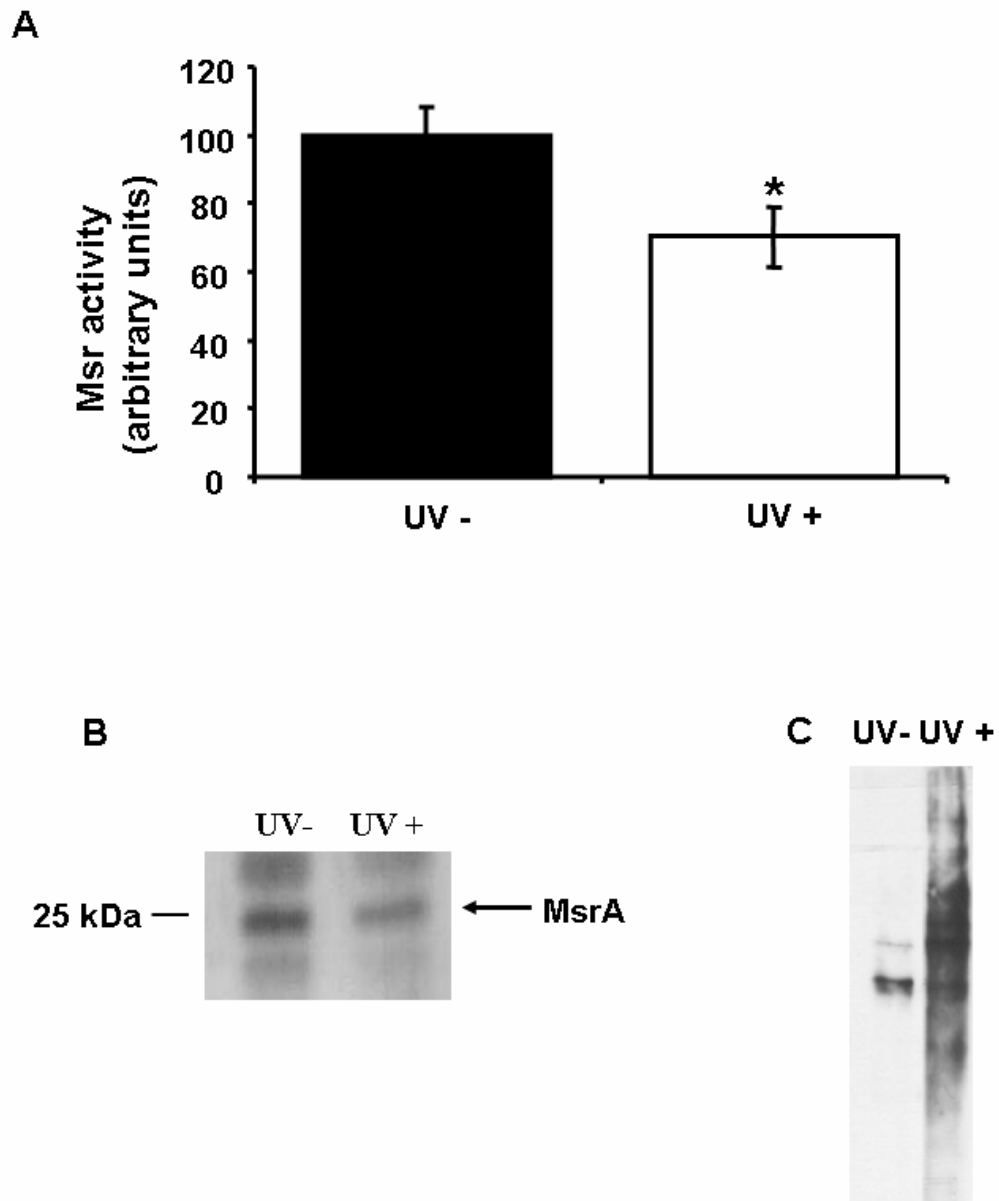 A
120
100
80
60
40
20
0
Msr activity
(arbitrary units)
*
UV -
UV +
B
UV- UV +
25 kDa
MsrA
C
UV- UV +